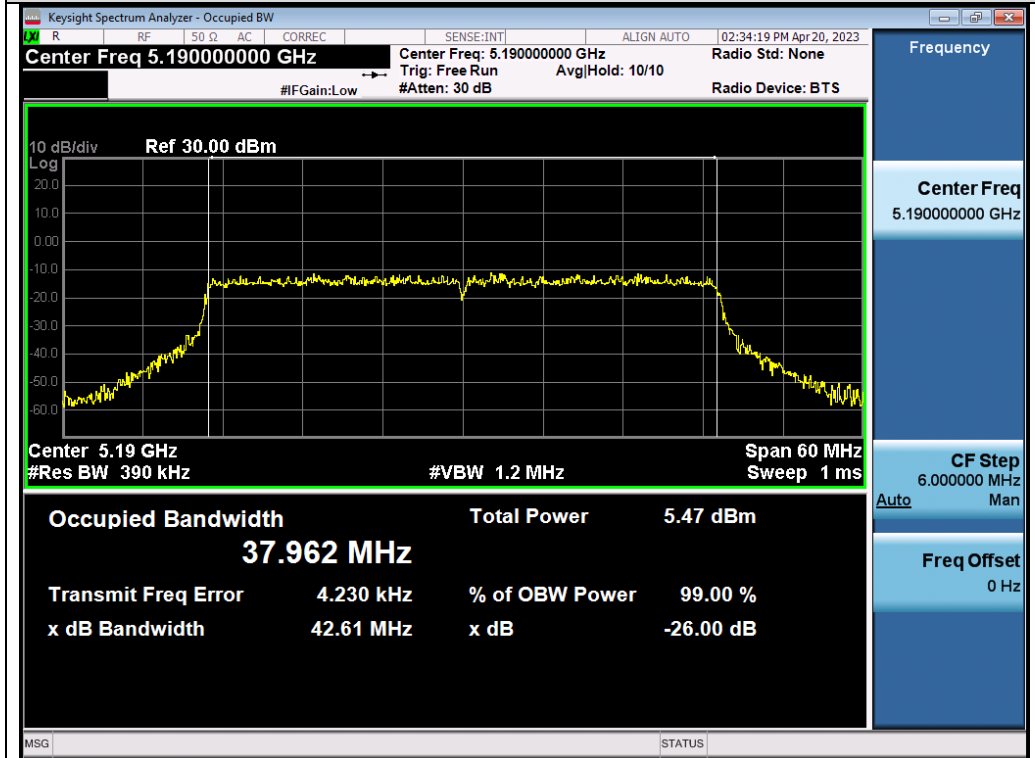 Keysight Spectrum Analyzer - Occupied BW
LXI R RF 50 Ω AC CORREC SENSE:INT ALIGN AUTO 02:34:19 PM Apr 20, 2023
Center Freq 5.190000000 GHz
#IFGain:Low
Center Freq: 5.190000000 GHz
Trig: Free Run Avg|Hold: 10/10
#Atten: 30 dB
Radio Std: None
Radio Device: BTS
10 dB/div Ref 30.00 dBm
Log
20.0
10.0
0.00
-10.0
-20.0
-30.0
-40.0
-50.0
-60.0
Center 5.19 GHz Span 60 MHz
#Res BW 390 kHz #VBW 1.2 MHz Sweep 1 ms
Occupied Bandwidth Total Power 5.47 dBm
37.962 MHz
Transmit Freq Error 4.230 kHz % of OBW Power 99.00 %
x dB Bandwidth 42.61 MHz x dB -26.00 dB
Frequency
Center Freq
5.190000000 GHz
CF Step
6.000000 MHz
Auto Man
Freq Offset
0 Hz
MSG STATUS